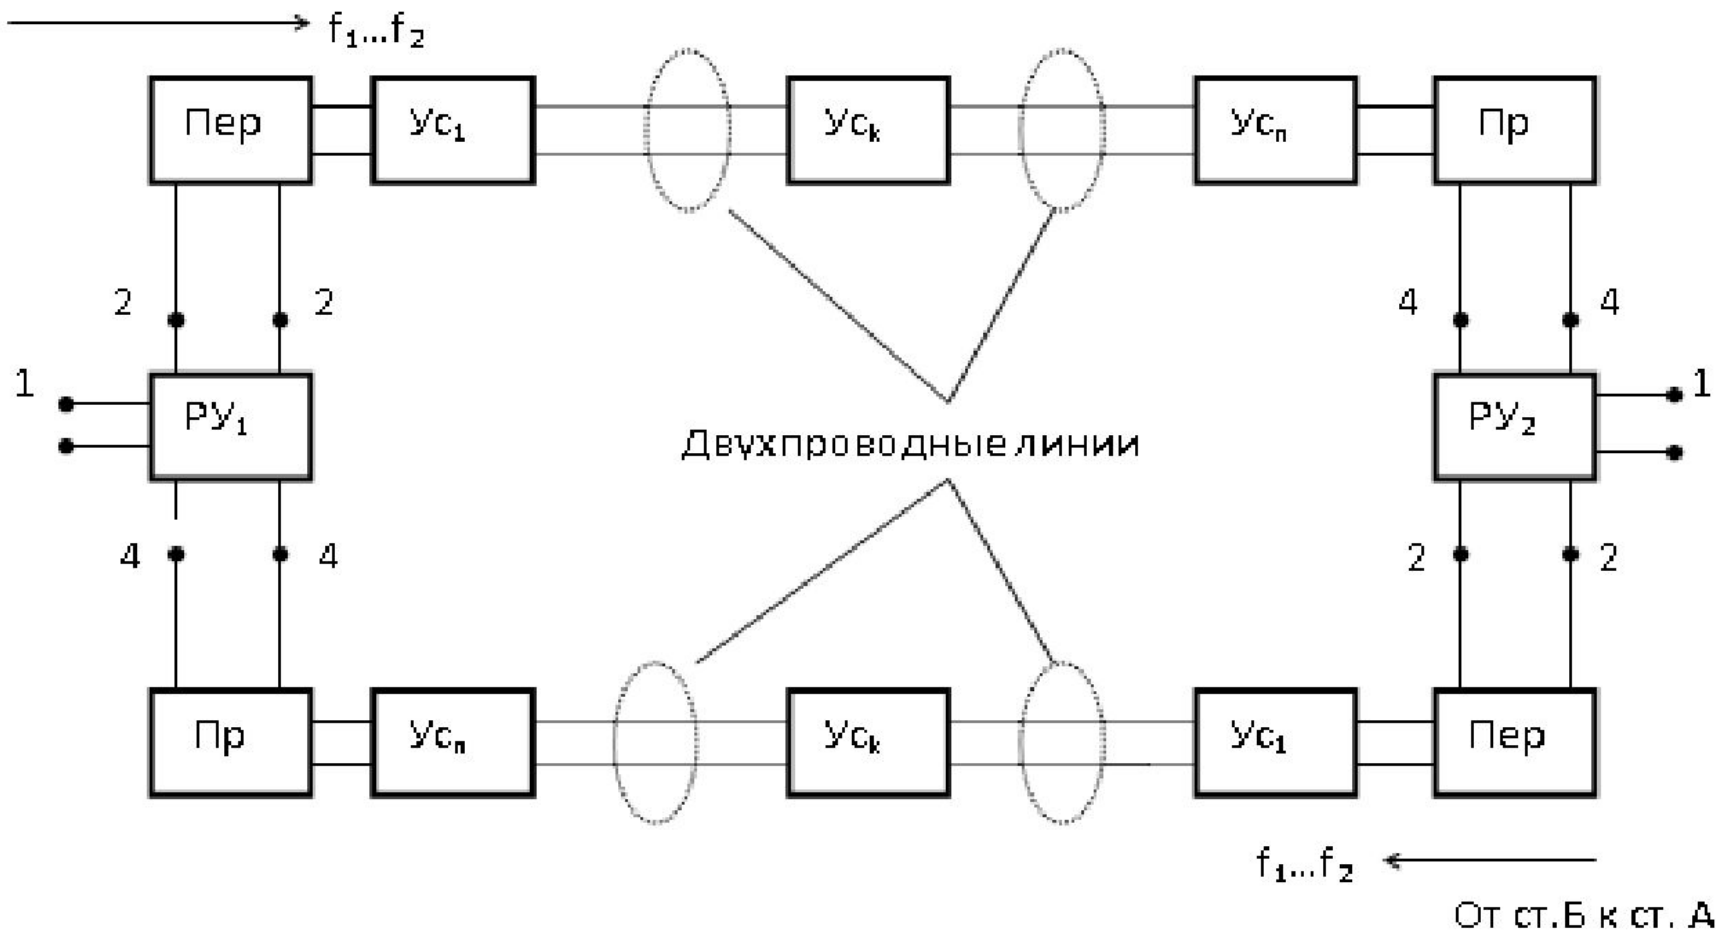 f₁...f₂
Пер Ус₁ Усₖ Усₙ Пр
2 2 4 4
1 РУ₁ РУ₂ 1
Двухпроводные линии
4 4 2 2
Пр Усₙ Усₖ Ус₁ Пер
f₁...f₂
От ст.Б к ст. А